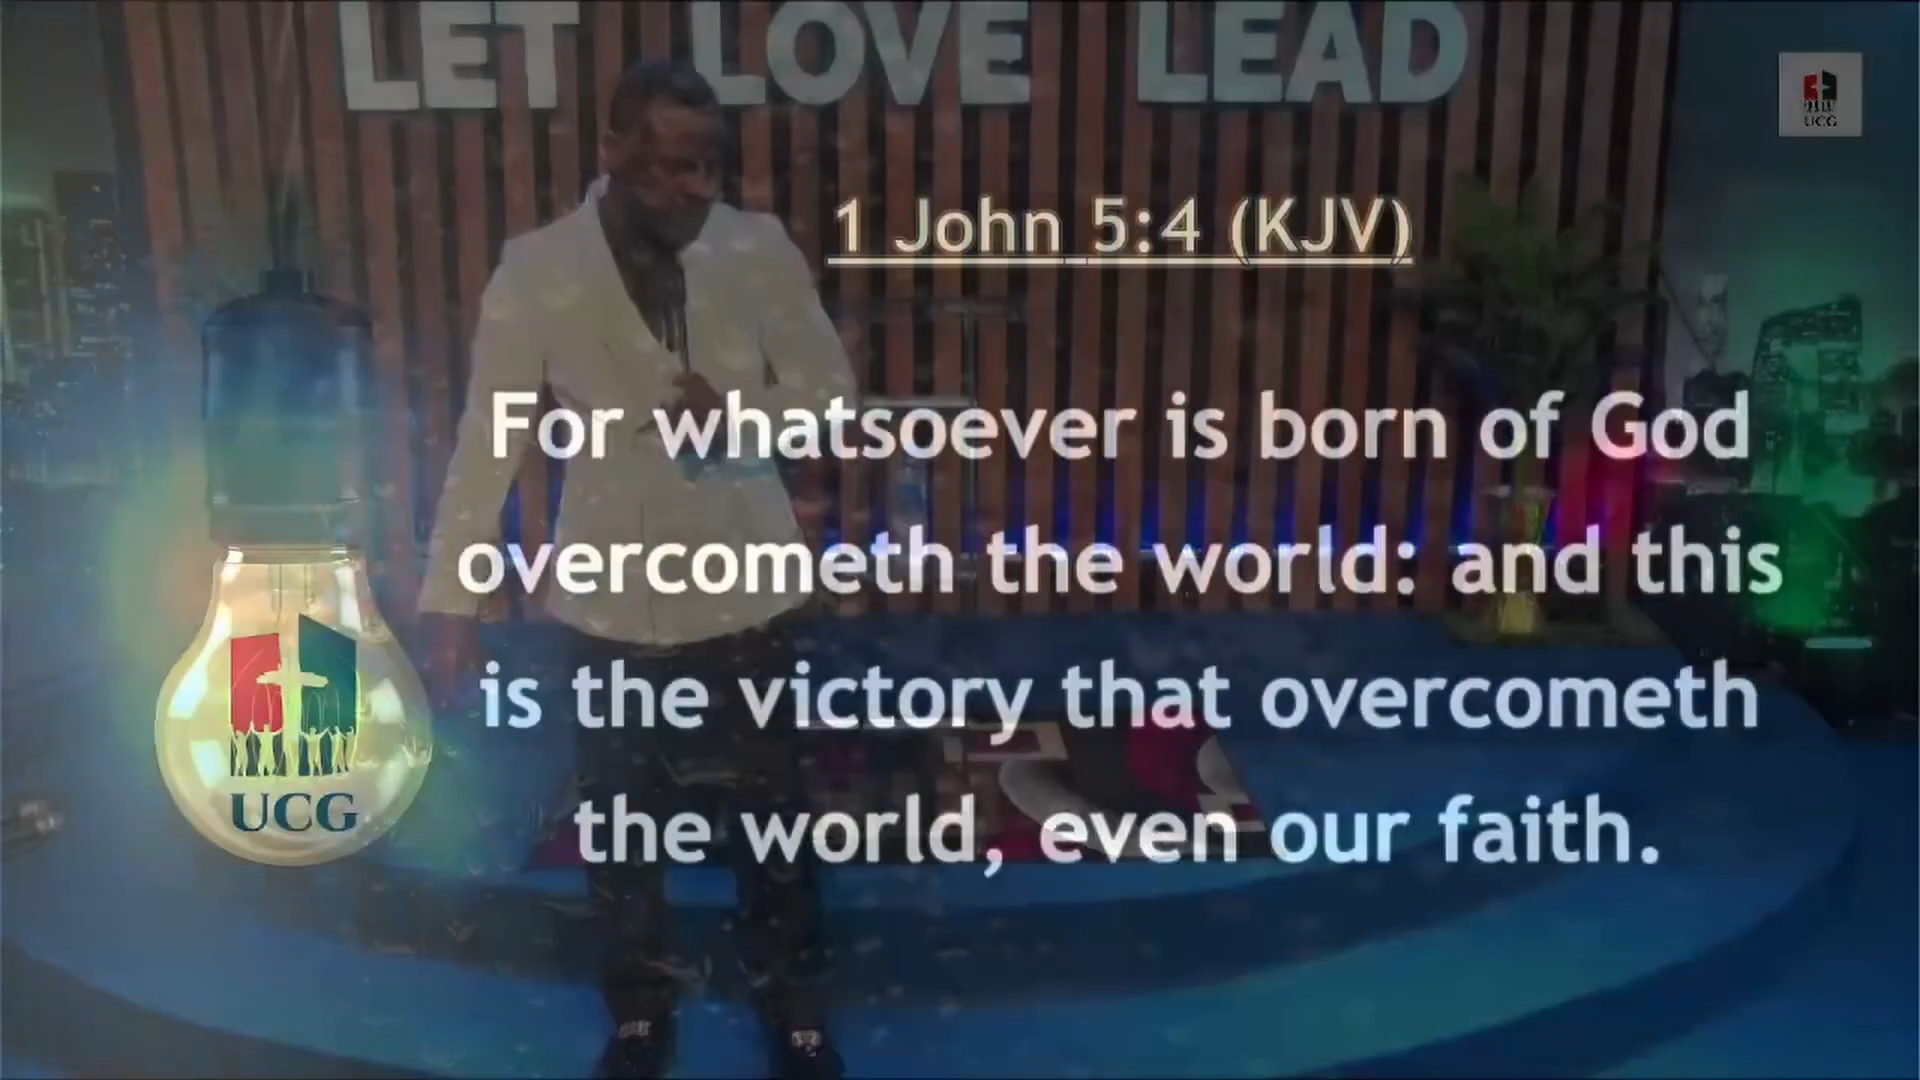 LET LOVE LEAD
UCG
1 John 5:4 (KJV)
For whatsoever is born of God
overcometh the world: and this
is the victory that overcometh
the world, even our faith.
UCG